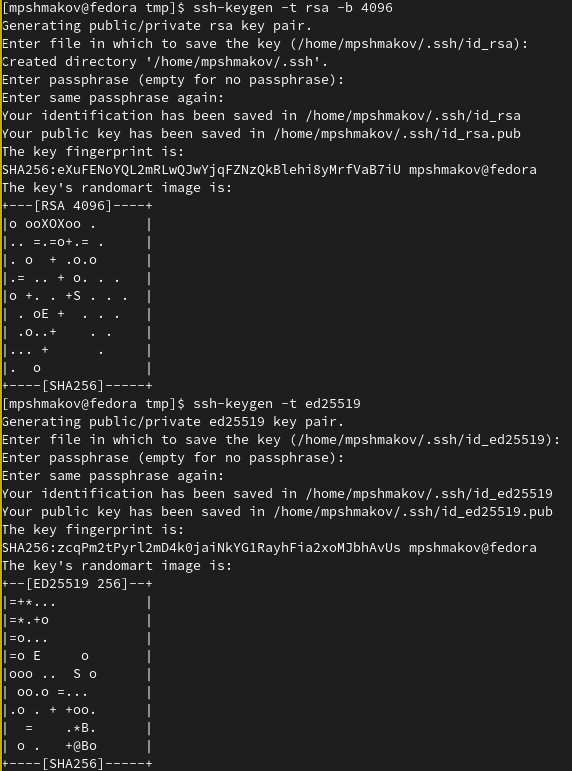 [mpshmakov@fedora tmp]$ ssh-keygen -t rsa -b 4096
Generating public/private rsa key pair.
Enter file in which to save the key (/home/mpshmakov/.ssh/id_rsa):
Created directory '/home/mpshmakov/.ssh'.
Enter passphrase (empty for no passphrase):
Enter same passphrase again:
Your identification has been saved in /home/mpshmakov/.ssh/id_rsa
Your public key has been saved in /home/mpshmakov/.ssh/id_rsa.pub
The key fingerprint is:
SHA256:eXuFENoYQL2mRLwQJwYjqFZNzQkBlehi8yMrfVaB7iU mpshmakov@fedora
The key's randomart image is:
+---[RSA 4096]----+
|o ooXOXoo .      |
|.. =.=o+.= .     |
|. o  + .o.o      |
|.= .. + o. . .   |
|o +. . +S . . .  |
| . oE +  . . .   |
|  .o..+    . .   |
|... +      .     |
|.  o             |
+----[SHA256]-----+
[mpshmakov@fedora tmp]$ ssh-keygen -t ed25519
Generating public/private ed25519 key pair.
Enter file in which to save the key (/home/mpshmakov/.ssh/id_ed25519):
Enter passphrase (empty for no passphrase):
Enter same passphrase again:
Your identification has been saved in /home/mpshmakov/.ssh/id_ed25519
Your public key has been saved in /home/mpshmakov/.ssh/id_ed25519.pub
The key fingerprint is:
SHA256:zcqPm2tPyrl2mD4k0jaiNkYG1RayhFia2xoMJbhAvUs mpshmakov@fedora
The key's randomart image is:
+--[ED25519 256]--+
|=+*...           |
|=*.+o            |
|=o...            |
|=o E     o       |
|ooo ..  S o      |
| oo.o =...       |
|.o . + +oo.      |
|  =    .*B.      |
| o .   +@Bo      |
+----[SHA256]-----+